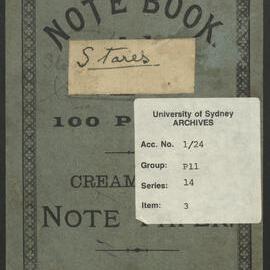 NOTE BOOK.
Stares
100 P
University of Sydney
ARCHIVES
Acc. No. 1/24
Group: P11
Series: 14
Item: 3
CREAM
NOTE PAPER.